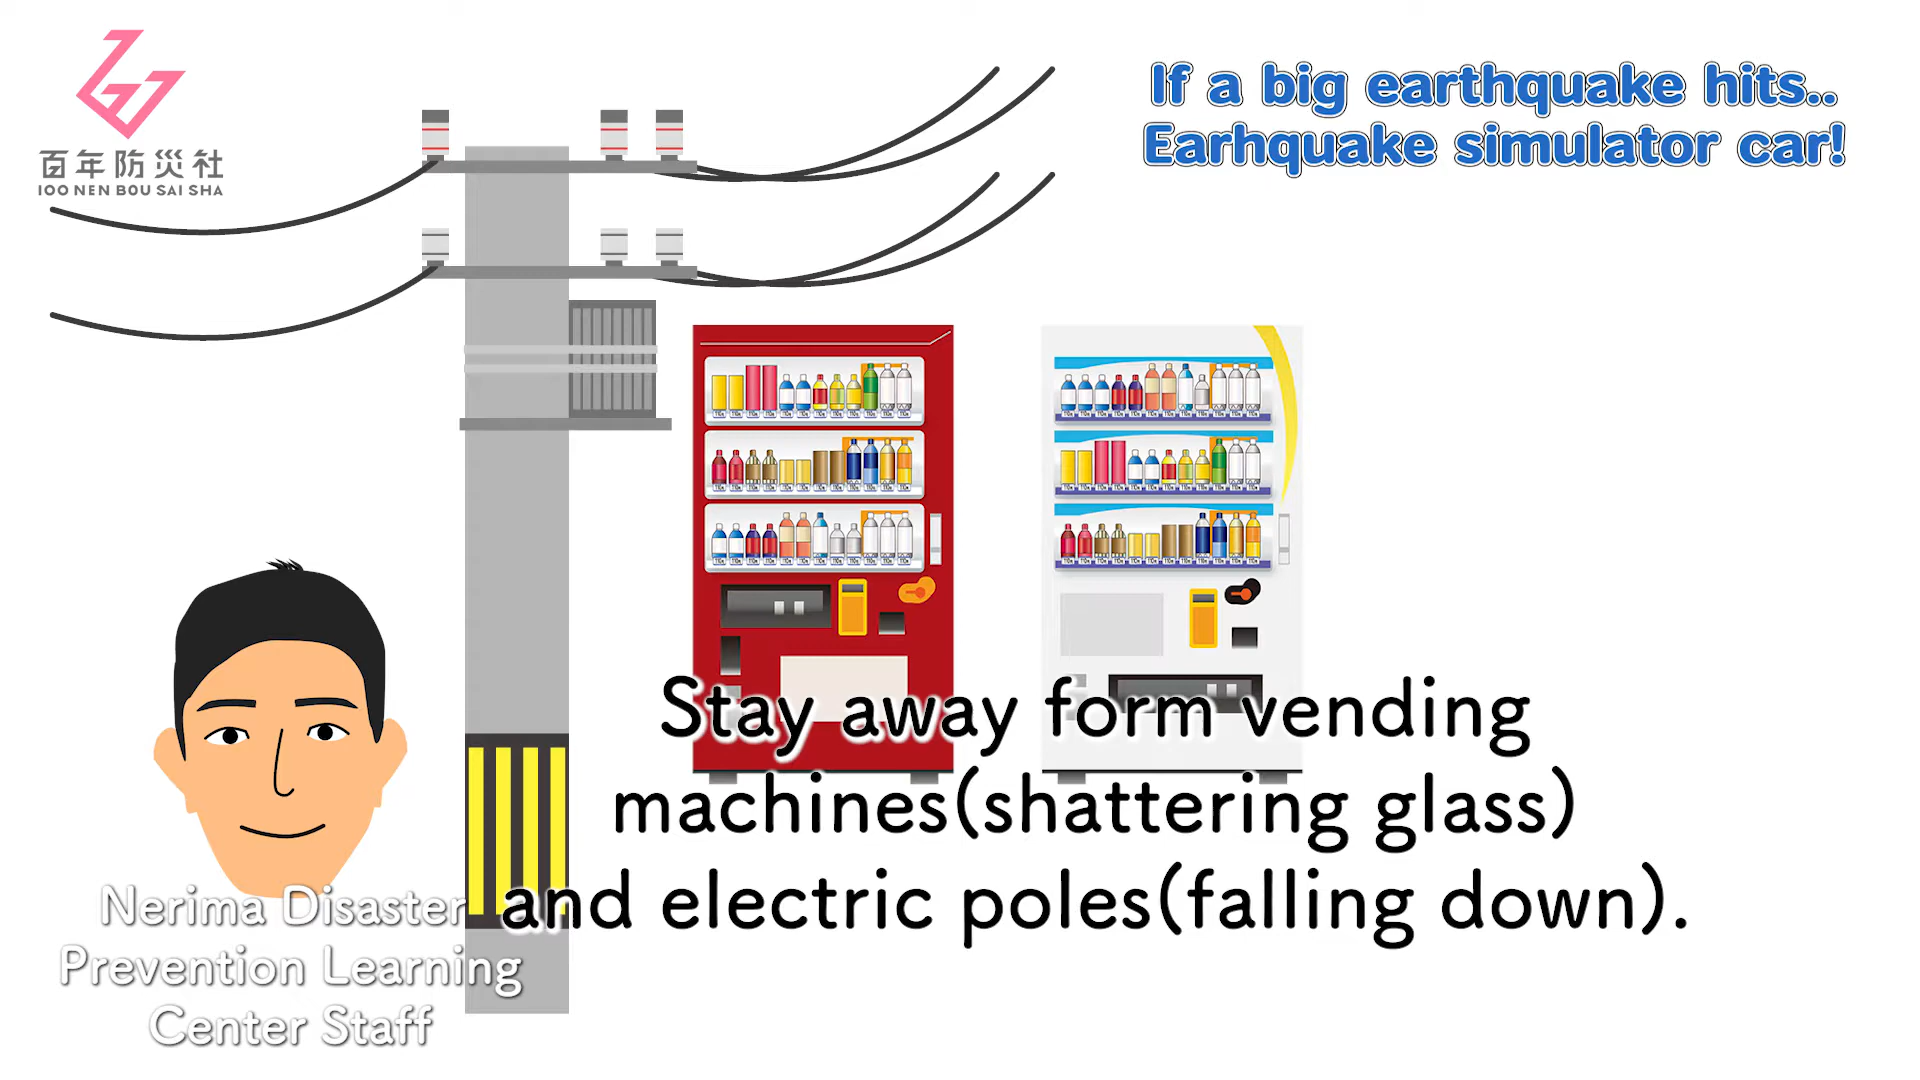 百年防災社
100 NEN BOU SAI SHA
If a big earthquake hits..
Earhquake simulator car!
Stay away form vending
machines(shattering glass)
and electric poles(falling down).
Nerima Disaster
Prevention Learning
Center Staff